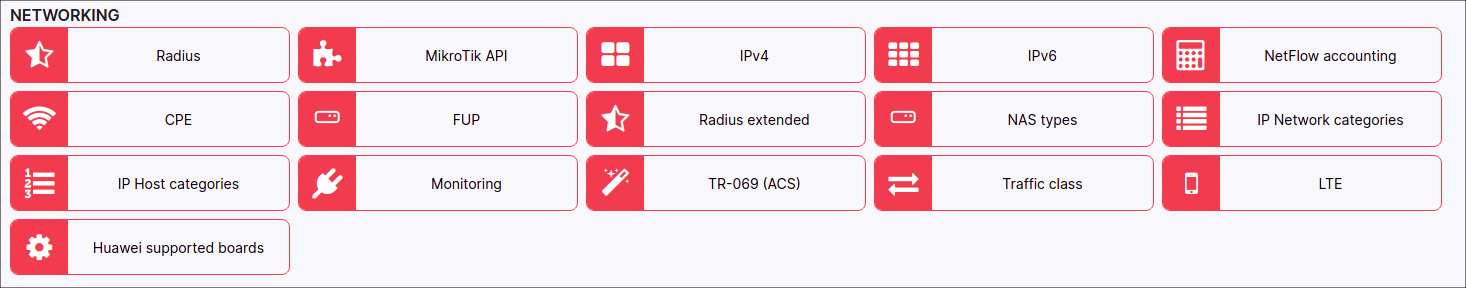 NETWORKING
Radius
MikroTik API
IPv4
IPv6
NetFlow accounting
CPE
FUP
Radius extended
NAS types
IP Network categories
IP Host categories
Monitoring
TR-069 (ACS)
Traffic class
LTE
Huawei supported boards